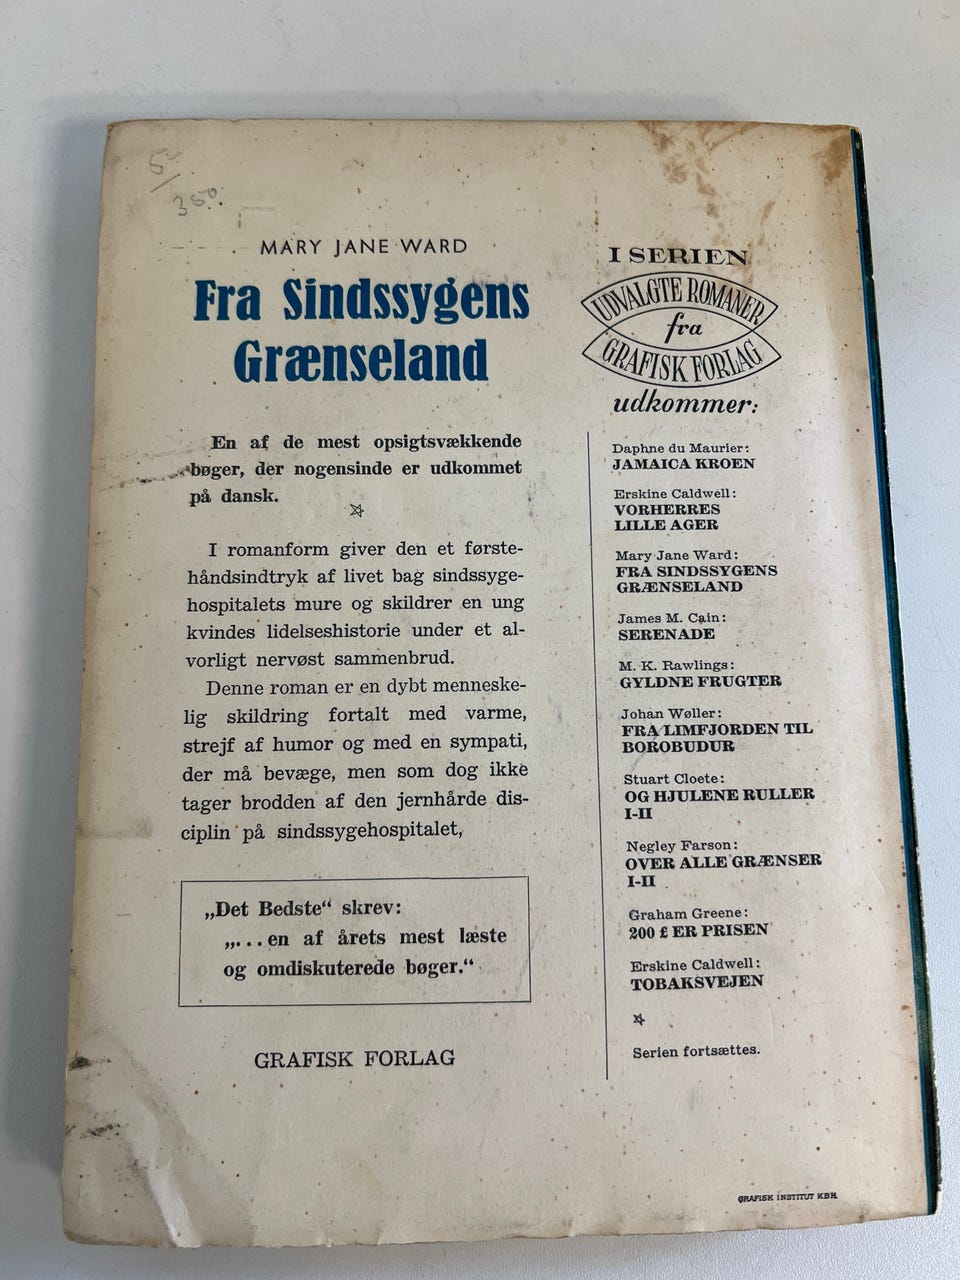 5/
350.
MARY JANE WARD
Fra Sindssygens
Grænseland
En af de mest opsigtsvækkende
bøger, der nogensinde er udkommet
på dansk.
I romanform giver den et første-
håndsindtryk af livet bag sindssyge-
hospitalets mure og skildrer en ung
kvindes lidelseshistorie under et al-
vorligt nervøst sammenbrud.
Denne roman er en dybt menneske-
lig skildring fortalt med varme,
strejf af humor og med en sympati,
der må bevæge, men som dog ikke
tager brodden af den jernhårde dis-
ciplin på sindssygehospitalet,
„Det Bedste“ skrev:
„...en af årets mest læste
og omdiskuterede bøger.“
GRAFISK FORLAG
I SERIEN
UDVALGTE ROMANER
fra
GRAFISK FORLAG
udkommer:
Daphne du Maurier:
JAMAICA KROEN
Erskine Caldwell:
VORHERRES
LILLE AGER
Mary Jane Ward:
FRA SINDSSYGENS
GRÆNSELAND
James M. Cain:
SERENADE
M. K. Rawlings:
GYLDNE FRUGTER
Johan Wøller:
FRA LIMFJORDEN TIL
BOROBUDUR
Stuart Cloete:
OG HJULENE RULLER
I-II
Negley Farson:
OVER ALLE GRÆNSER
I-II
Graham Greene:
200 £ ER PRISEN
Erskine Caldwell:
TOBAKSVEJEN
Serien fortsættes.
GRAFISK INSTITUT KBH.